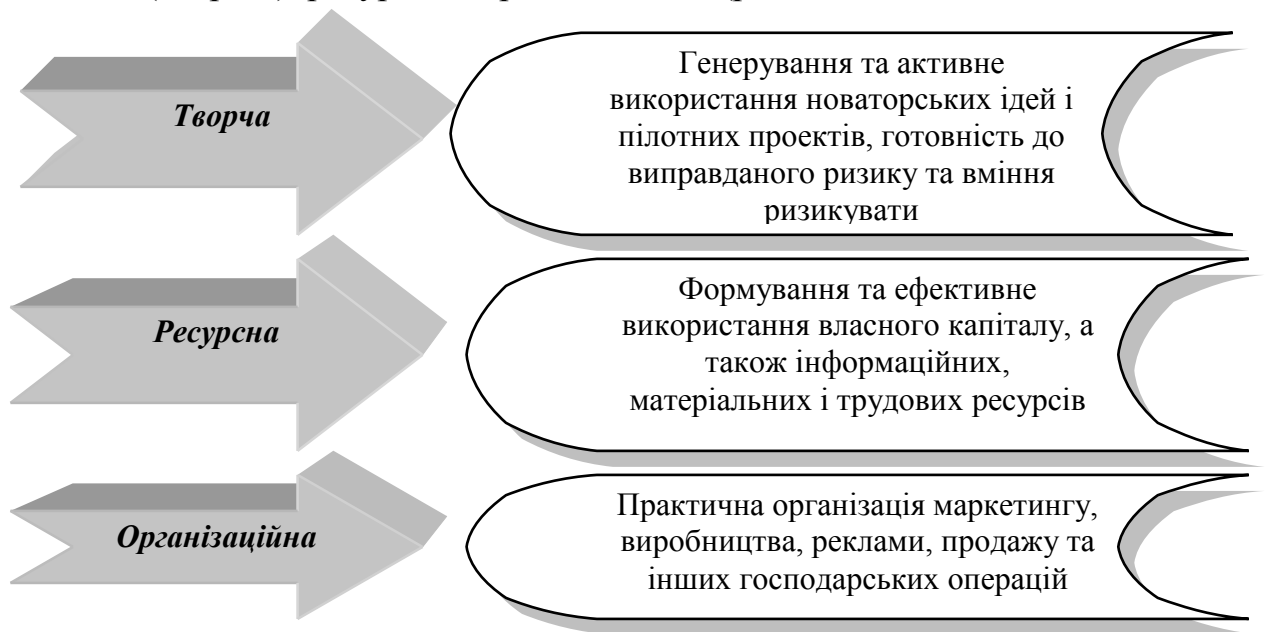 Творча
Генерування та активне
використання новаторських ідей і
пілотних проектів, готовність до
виправданого ризику та вміння
ризикувати
Ресурсна
Формування та ефективне
використання власного капіталу, а
також інформаційних,
матеріальних і трудових ресурсів
Організаційна
Практична організація маркетингу,
виробництва, реклами, продажу та
інших господарських операцій